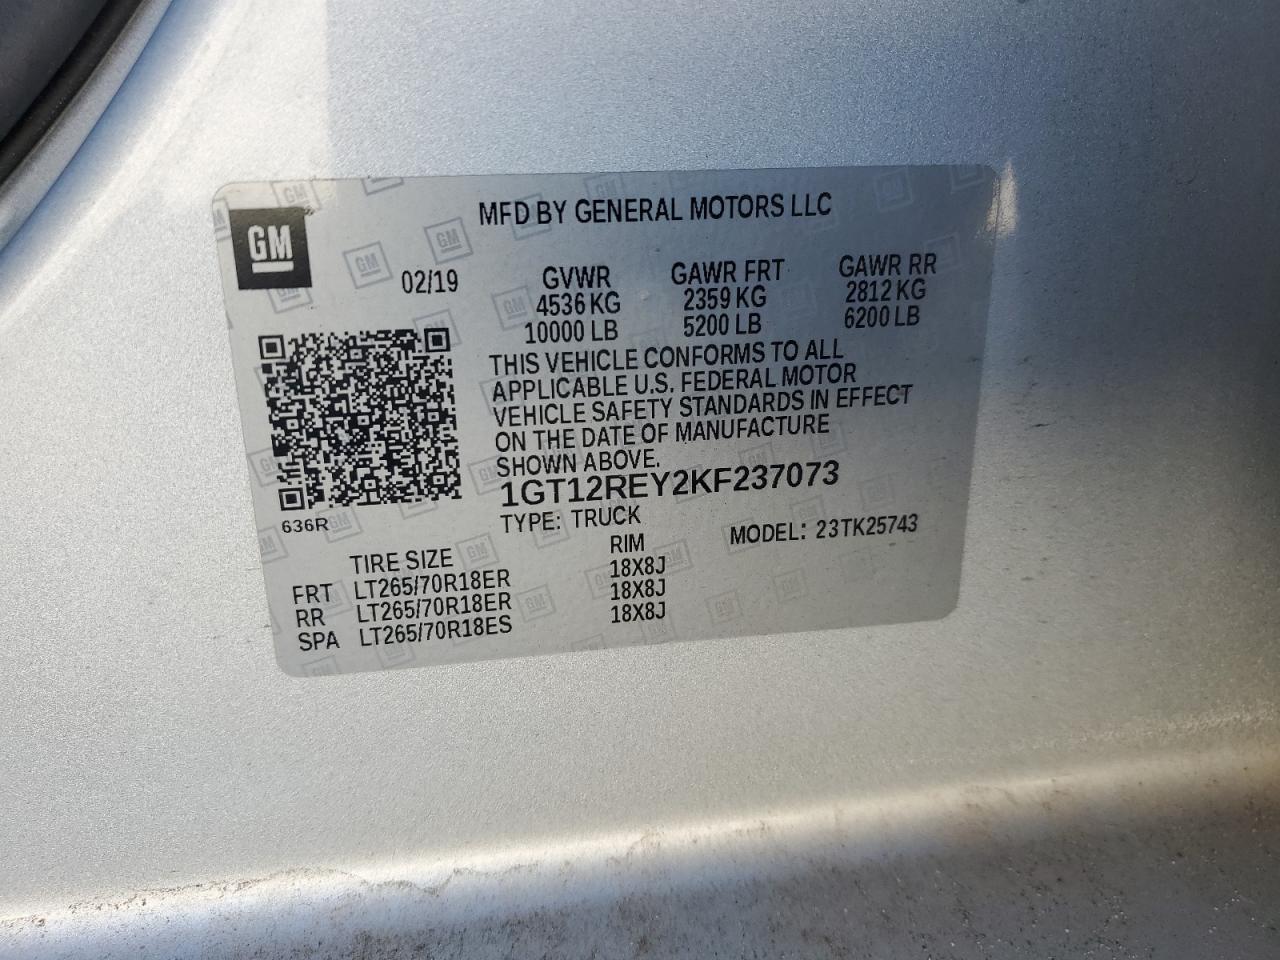 MFD BY GENERAL MOTORS LLC
GM
02/19
GVWR GAWR FRT GAWR RR
4536 KG 2359 KG 2812 KG
10000 LB 5200 LB 6200 LB
THIS VEHICLE CONFORMS TO ALL
APPLICABLE U.S. FEDERAL MOTOR
VEHICLE SAFETY STANDARDS IN EFFECT
ON THE DATE OF MANUFACTURE
SHOWN ABOVE.
1GT12REY2KF237073
636R
TYPE: TRUCK MODEL: 23TK25743
TIRE SIZE RIM
FRT LT265/70R18ER 18X8J
RR LT265/70R18ER 18X8J
SPA LT265/70R18ES 18X8J